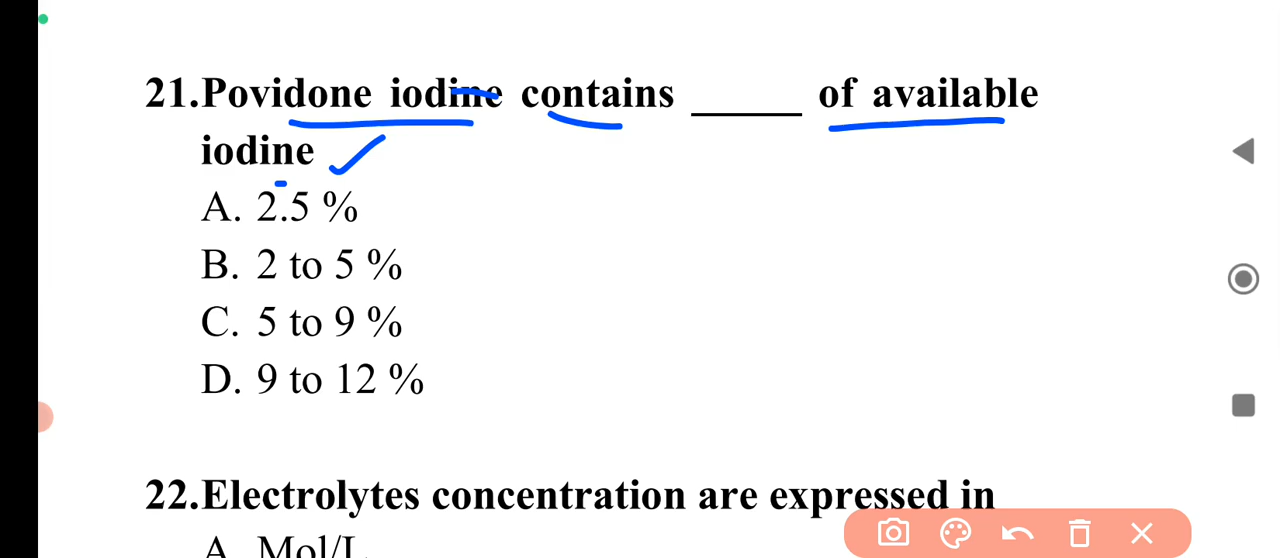 21.Povidone iodine contains _____ of available
iodine
A. 2.5 %
B. 2 to 5 %
C. 5 to 9 %
D. 9 to 12 %
22.Electrolytes concentration are expressed in
A. Mol/L